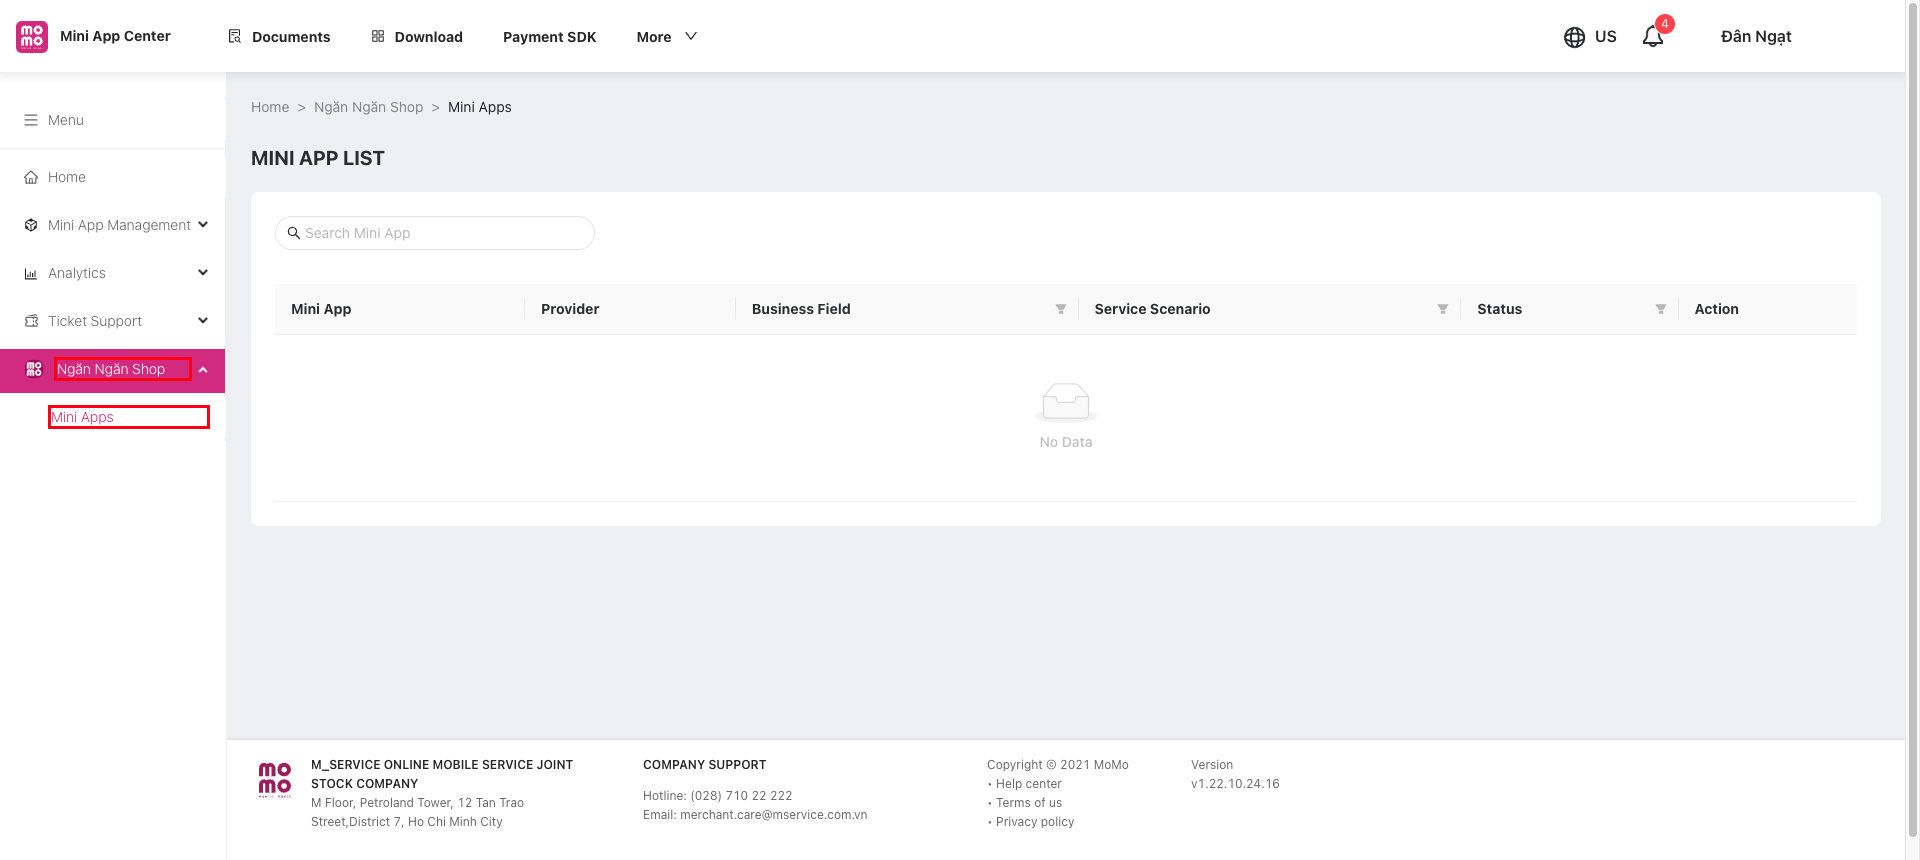 momo Mini App Center Documents Download Payment SDK More US 4 Đân Ngạt
Menu
Home
Mini App Management
Analytics
Ticket Support
momo Ngăn Ngăn Shop
Mini Apps
Home > Ngăn Ngăn Shop > Mini Apps
MINI APP LIST
Search Mini App
Mini App Provider Business Field Service Scenario Status Action
No Data
momo
M_SERVICE ONLINE MOBILE SERVICE JOINT
STOCK COMPANY
M Floor, Petroland Tower, 12 Tan Trao
Street,District 7, Ho Chi Minh City
COMPANY SUPPORT
Hotline: (028) 710 22 222
Email: merchant.care@mservice.com.vn
Copyright © 2021 MoMo
• Help center
• Terms of us
• Privacy policy
Version
v1.22.10.24.16